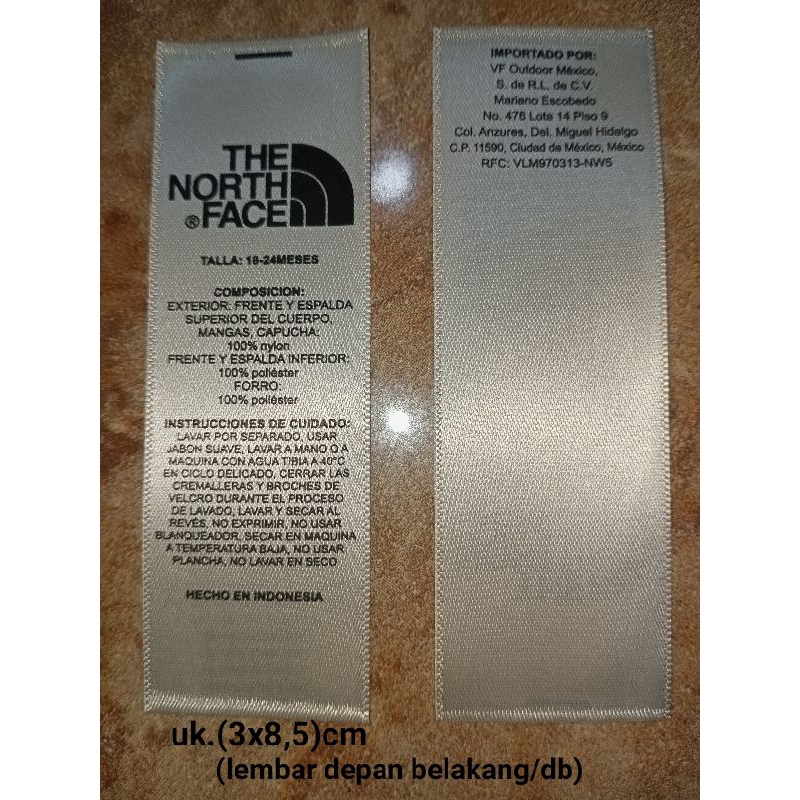 THE
NORTH
FACE
®
TALLA: 18-24MESES
COMPOSICION:
EXTERIOR: FRENTE Y ESPALDA
SUPERIOR DEL CUERPO,
MANGAS, CAPUCHA:
100% nylon
FRENTE Y ESPALDA INFERIOR:
100% poliéster
FORRO:
100% poliéster
INSTRUCCIONES DE CUIDADO:
LAVAR POR SEPARADO, USAR
JABON SUAVE, LAVAR A MANO O A
MAQUINA CON AGUA TIBIA A 40°C
EN CICLO DELICADO, CERRAR LAS
CREMALLERAS Y BROCHES DE
VELCRO DURANTE EL PROCESO
DE LAVADO, LAVAR Y SECAR AL
REVÉS, NO EXPRIMIR, NO USAR
BLANQUEADOR, SECAR EN MAQUINA
A TEMPERATURA BAJA, NO USAR
PLANCHA, NO LAVAR EN SECO
HECHO EN INDONESIA
IMPORTADO POR:
VF Outdoor México,
S. de R.L. de C.V.
Mariano Escobedo
No. 476 Lote 14 Piso 9
Col. Anzures, Del. Miguel Hidalgo
C.P. 11590, Ciudad de México, México
RFC: VLM970313-NW5
uk.(3x8,5)cm
(lembar depan belakang/db)